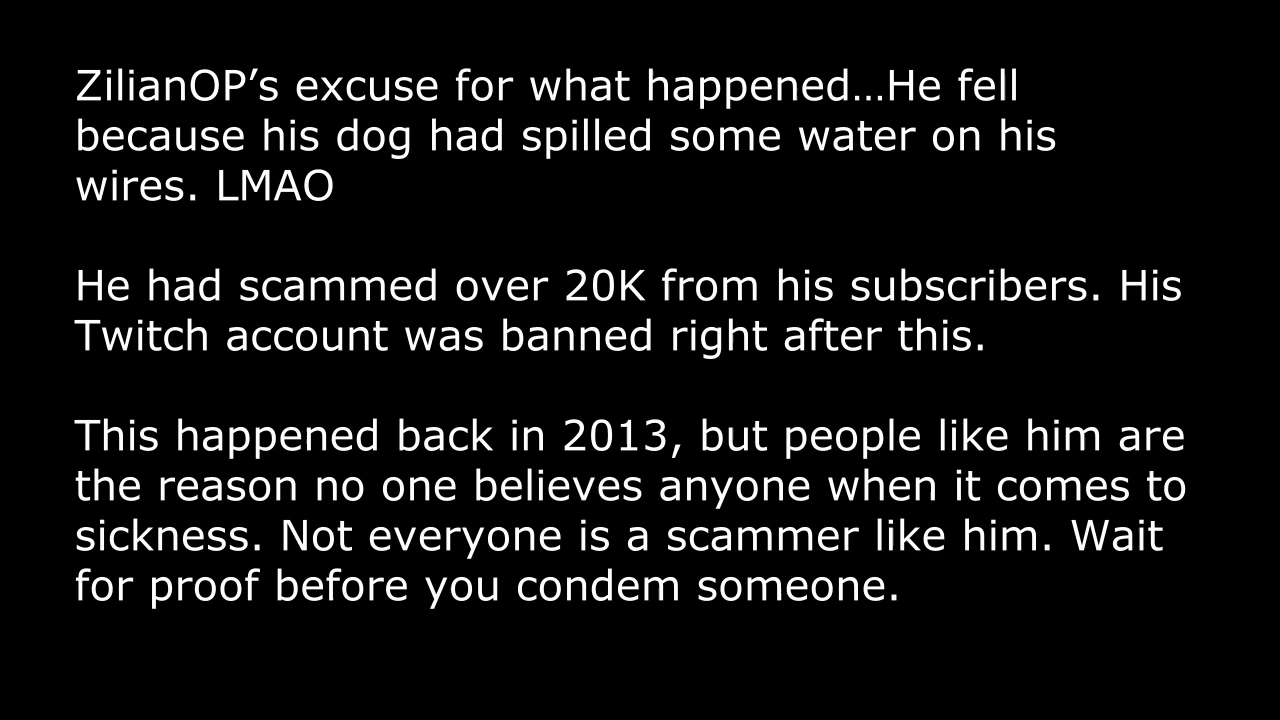 ZilianOP’s excuse for what happened…He fell
because his dog had spilled some water on his
wires. LMAO
He had scammed over 20K from his subscribers. His
Twitch account was banned right after this.
This happened back in 2013, but people like him are
the reason no one believes anyone when it comes to
sickness. Not everyone is a scammer like him. Wait
for proof before you condem someone.